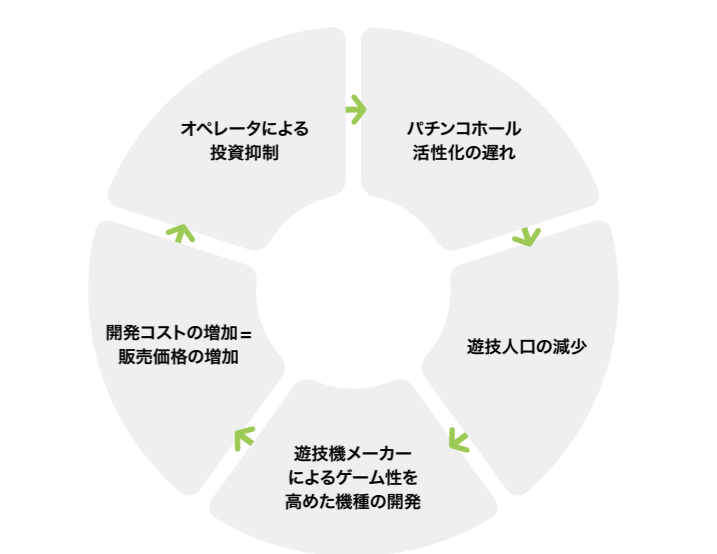 オペレータによる
投資抑制
パチンコホール
活性化の遅れ
遊技人口の減少
遊技機メーカー
によるゲーム性を
高めた機種の開発
開発コストの増加=
販売価格の増加